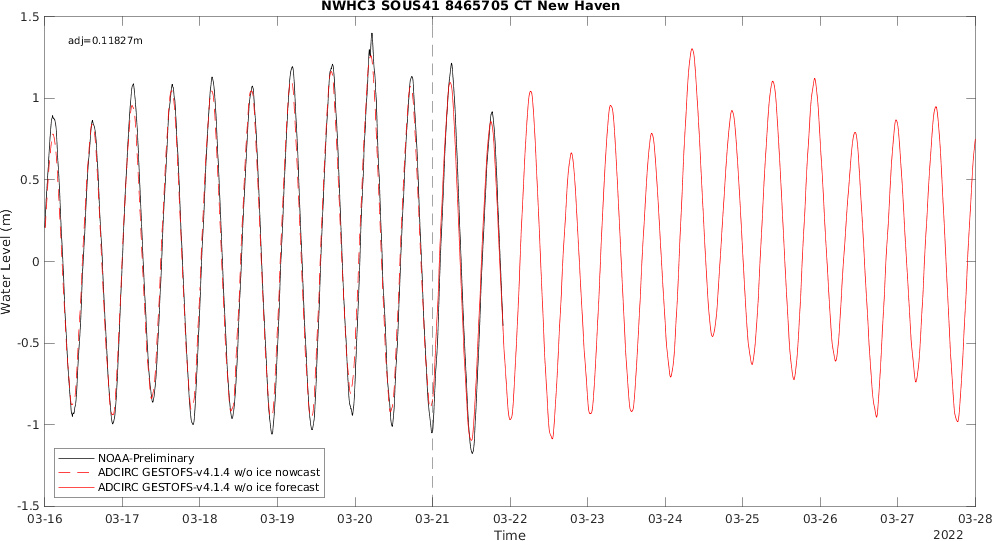 NWHC3 SOUS41 8465705 CT New Haven
adj=0.11827m
1.5
1
0.5
0
-0.5
-1
-1.5
Water Level (m)
NOAA-Preliminary
ADCIRC GESTOFS-v4.1.4 w/o ice nowcast
ADCIRC GESTOFS-v4.1.4 w/o ice forecast
03-16 03-17 03-18 03-19 03-20 03-21 03-22 03-23 03-24 03-25 03-26 03-27 03-28
Time
2022